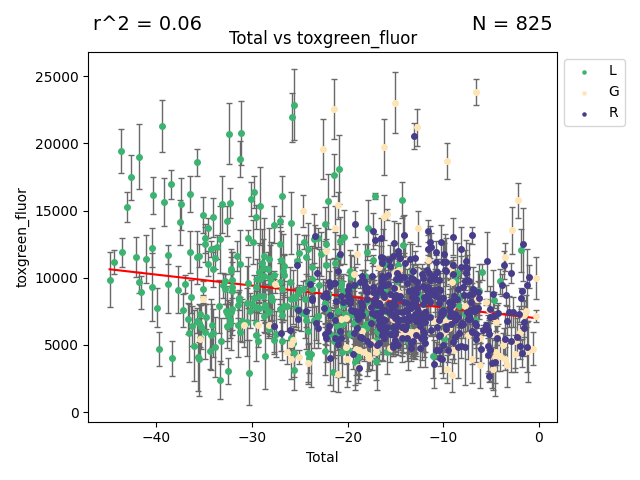 r^2 = 0.06
N = 825
Total vs toxgreen_fluor
25000
20000
15000
10000
5000
0
toxgreen_fluor
−40
−30
−20
−10
0
Total
L
G
R